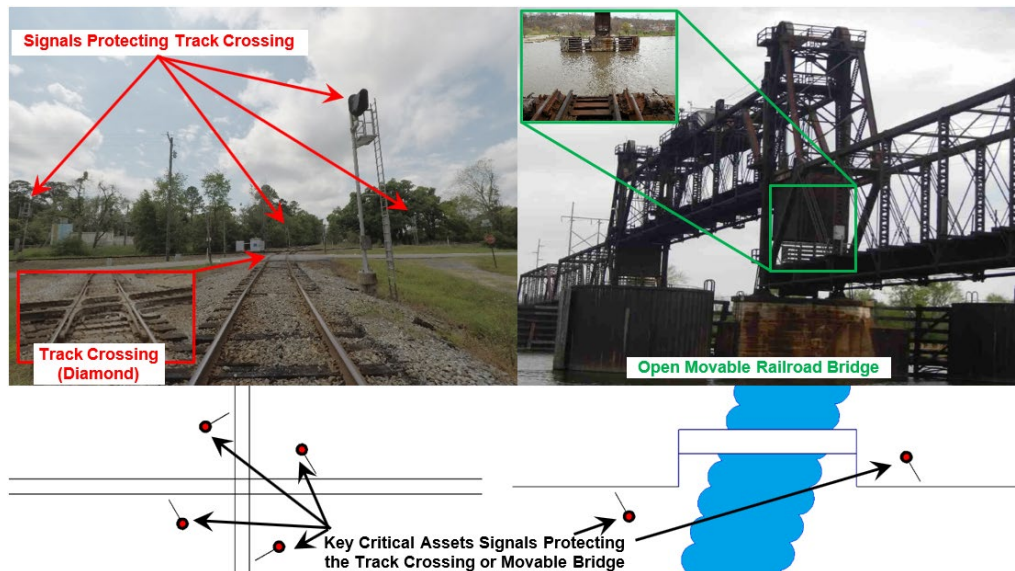 Signals Protecting Track Crossing
Track Crossing
(Diamond)
Open Movable Railroad Bridge
Key Critical Assets Signals Protecting
the Track Crossing or Movable Bridge